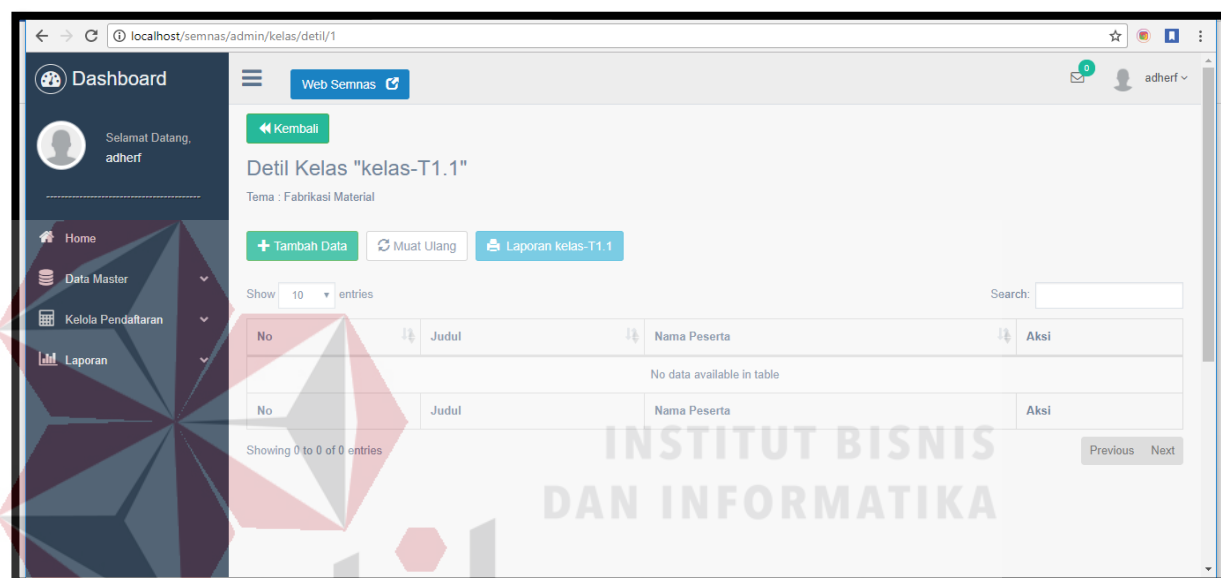 localhost/semnas/admin/kelas/detil/1
Dashboard
Web Semnas
0
adherf
Selamat Datang,
adherf
Kembali
Detil Kelas "kelas-T1.1"
Tema : Fabrikasi Material
Home
Data Master
Kelola Pendaftaran
Laporan
Tambah Data
Muat Ulang
Laporan kelas-T1.1
Show 10 entries
Search:
No Judul Nama Peserta Aksi
No data available in table
No Judul Nama Peserta Aksi
Showing 0 to 0 of 0 entries
Previous Next
INSTITUT BISNIS
DAN INFORMATIKA